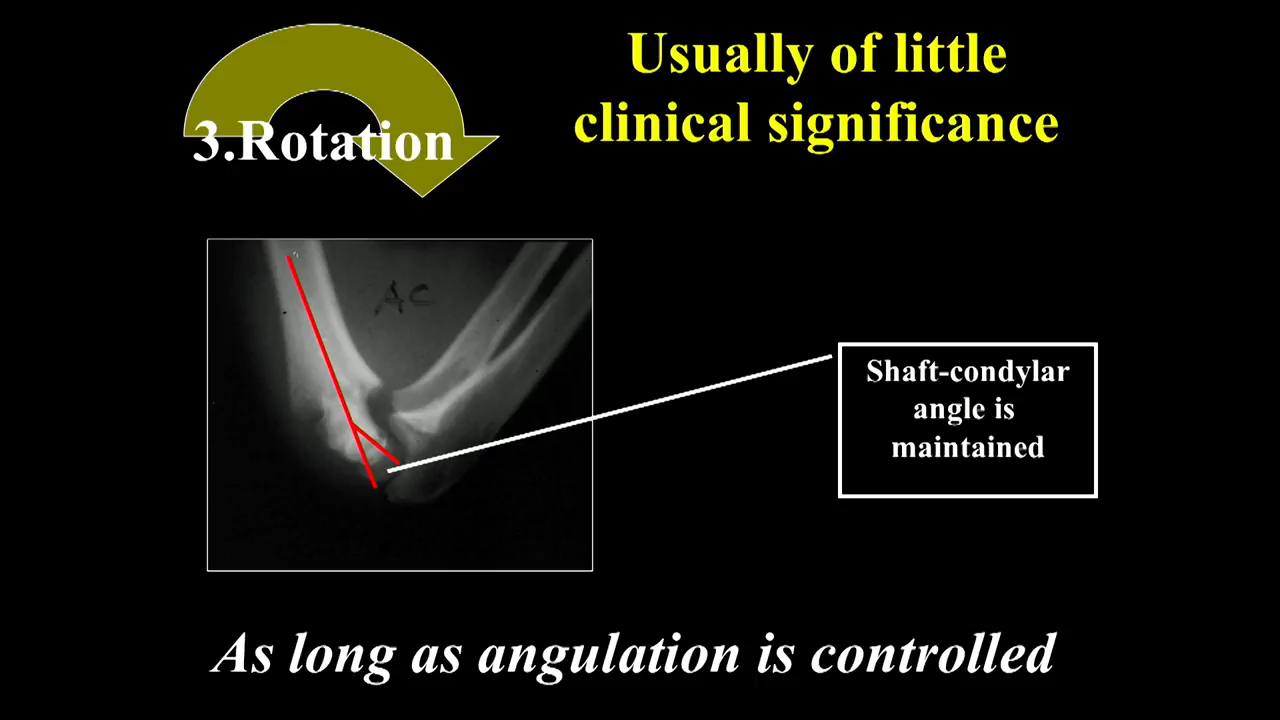 3.Rotation
Usually of little
clinical significance
AC
Shaft-condylar
angle is
maintained
As long as angulation is controlled